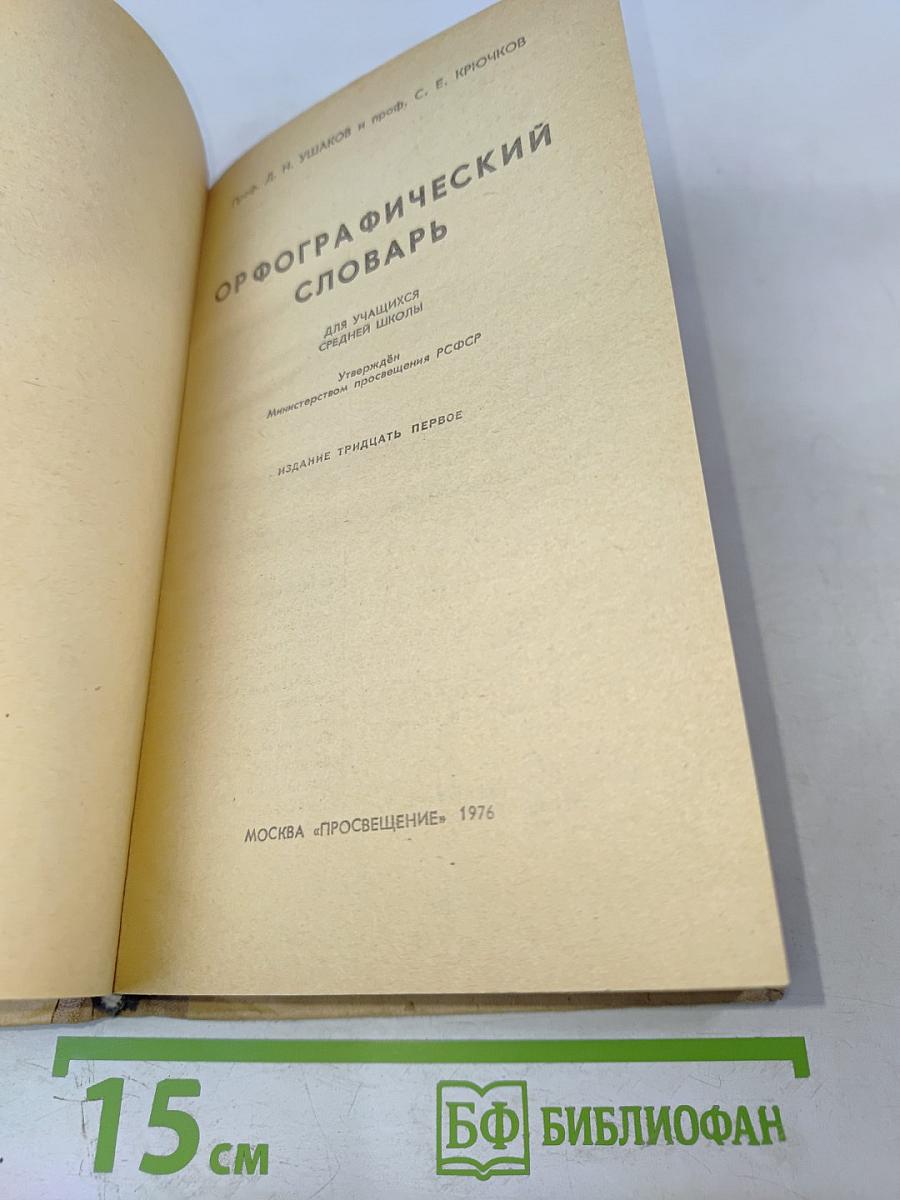 Проф. Д. Н. УШАКОВ и проф. С. Е. КРЮЧКОВ
ОРФОГРАФИЧЕСКИЙ
СЛОВАРЬ
ДЛЯ УЧАЩИХСЯ
СРЕДНЕЙ ШКОЛЫ
Утверждён
Министерством просвещения РСФСР
ИЗДАНИЕ ТРИДЦАТЬ ПЕРВОЕ
МОСКВА «ПРОСВЕЩЕНИЕ» 1976
15 см
БФ БИБЛИОФАН